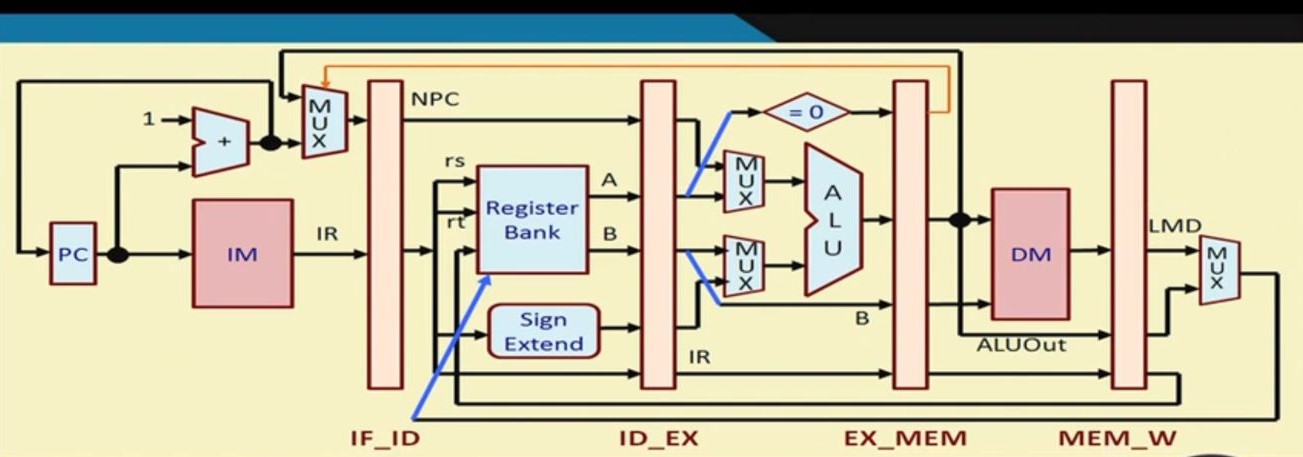 NPC
1
+
MUX
= 0
rs
rt
Register
Bank
A
B
MUX
MUX
ALU
PC
IM
IR
Sign
Extend
B
IR
DM
LMD
MUX
ALUOut
IF_ID
ID_EX
EX_MEM
MEM_W